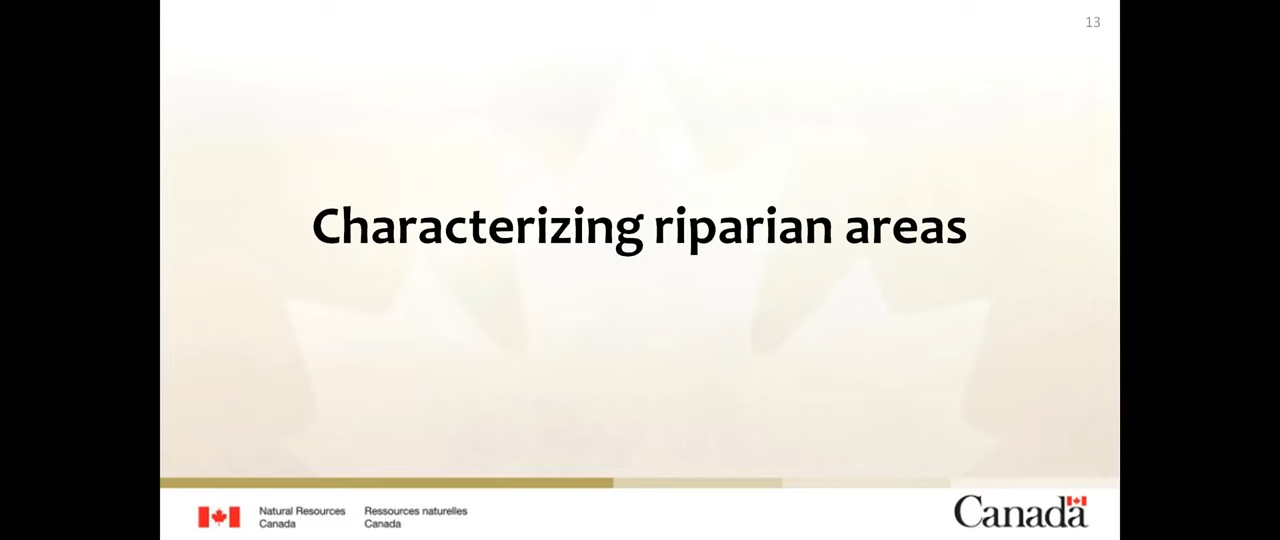 13
Characterizing riparian areas
Natural Resources Ressources naturelles
Canada Canada
Canada